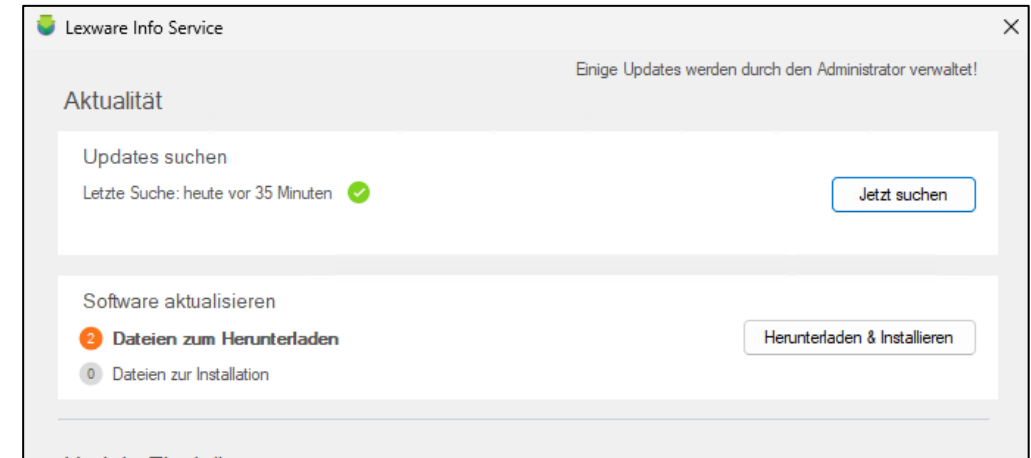 Lexware Info Service
Einige Updates werden durch den Administrator verwaltet!
Aktualität
Updates suchen
Letzte Suche: heute vor 35 Minuten
Jetzt suchen
Software aktualisieren
2 Dateien zum Herunterladen
Herunterladen & Installieren
0 Dateien zur Installation